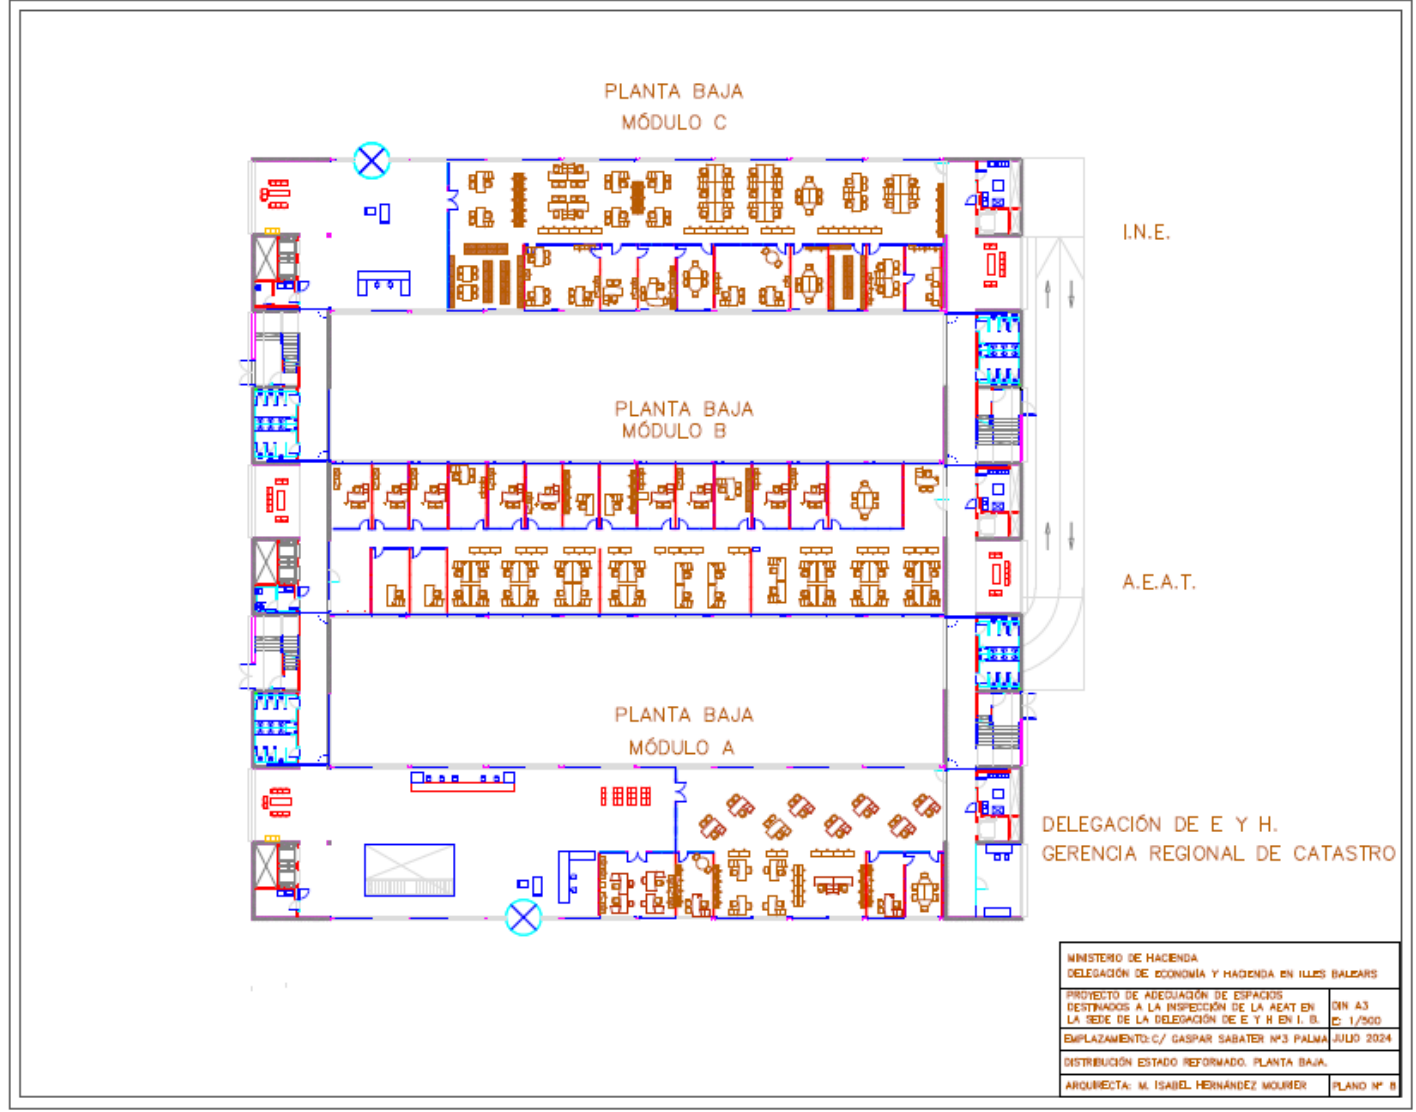 PLANTA BAJA
MÓDULO C
I.N.E.
PLANTA BAJA
MÓDULO B
A.E.A.T.
PLANTA BAJA
MÓDULO A
DELEGACIÓN DE E Y H.
GERENCIA REGIONAL DE CATASTRO
MINISTERIO DE HACIENDA
DELEGACIÓN DE ECONOMÍA Y HACIENDA EN ILLES BALEARS
PROYECTO DE ADECUACIÓN DE ESPACIOS
DESTINADOS A LA INSPECCIÓN DE LA AEAT EN
LA SEDE DE LA DELEGACIÓN DE E Y H EN I. B.
DIN A3
E: 1/500
EMPLAZAMIENTO: C/ GASPAR SABATER Nº3 PALMA
JULIO 2024
DISTRIBUCIÓN ESTADO REFORMADO. PLANTA BAJA.
ARQUIRECTA: M. ISABEL HERNÁNDEZ MOURIER
PLANO Nº 8